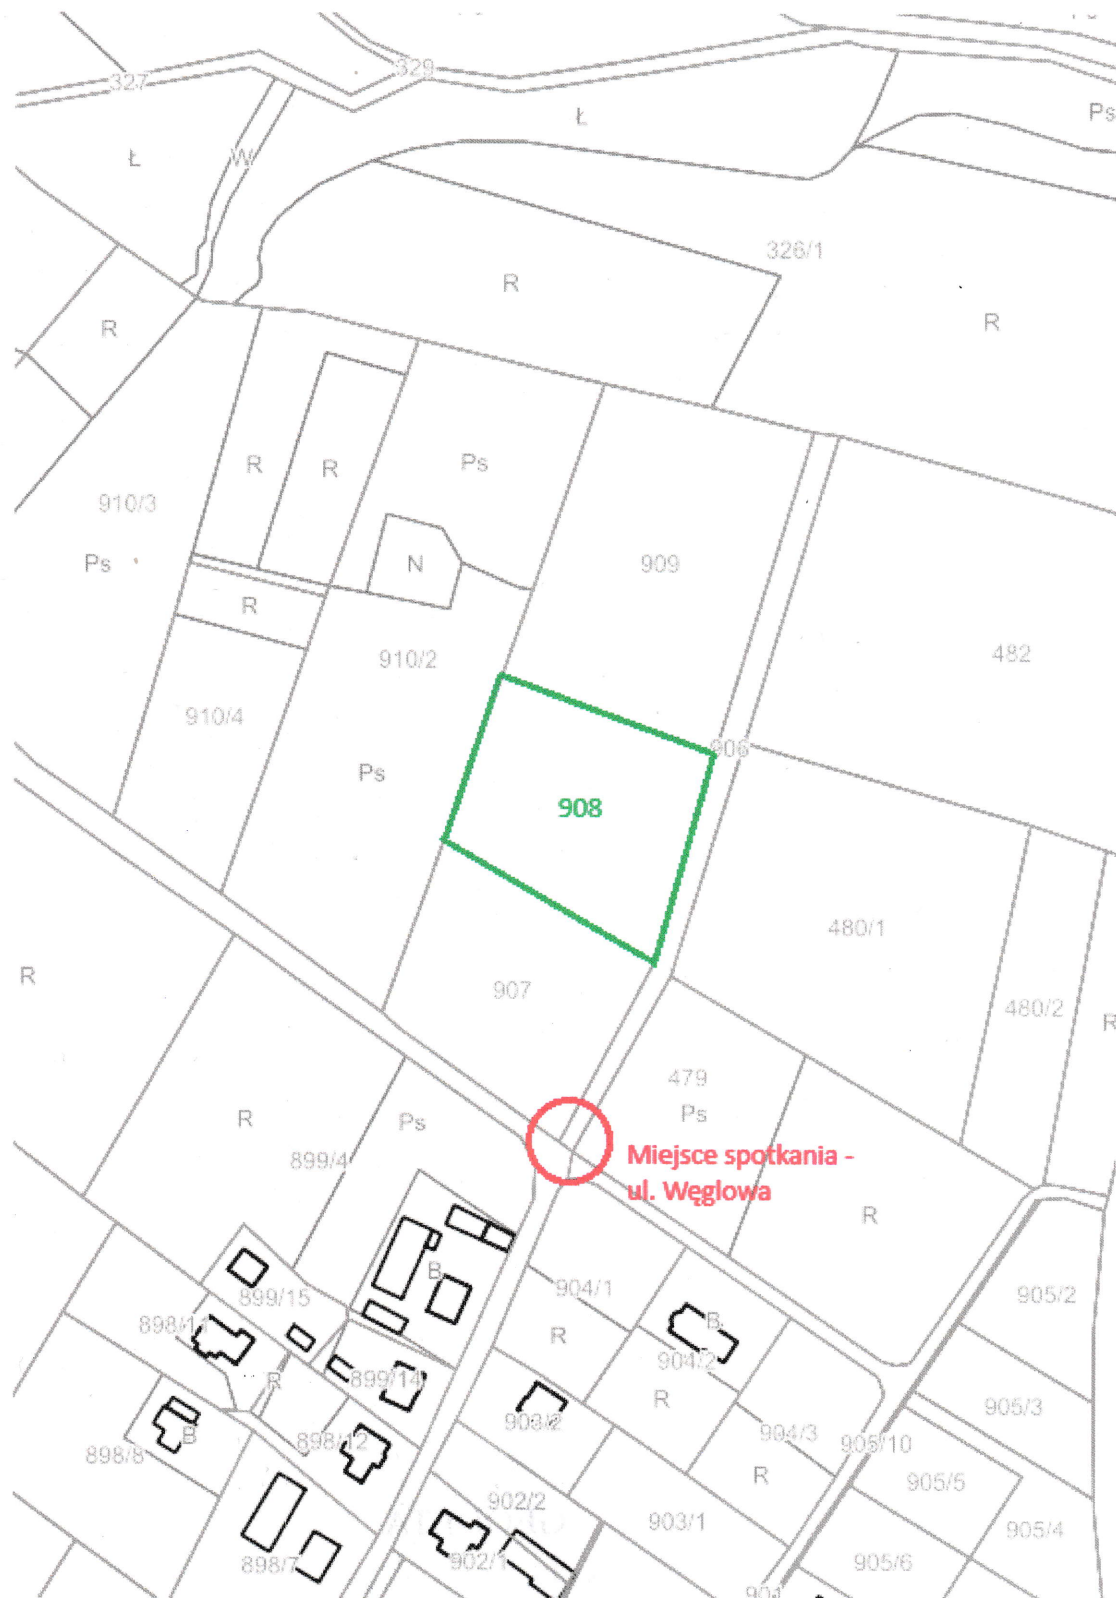 327
329
Ł
Ł
W
Ps
326/1
R
R
R
R
R
Ps
910/3
Ps
N
909
R
910/2
482
910/4
906
Ps
908
480/1
R
907
480/2
R
479
Ps
R
Ps
899/4
Miejsce spotkania -
ul. Węglowa
R
B
904/1
905/2
899/15
898/11
R
B
904/2
R
899/14
R
903/2
905/3
904/3
905/10
898/12
B
898/8
R
905/5
902/2
903/1
905/4
898/7
902/1
905/6
901